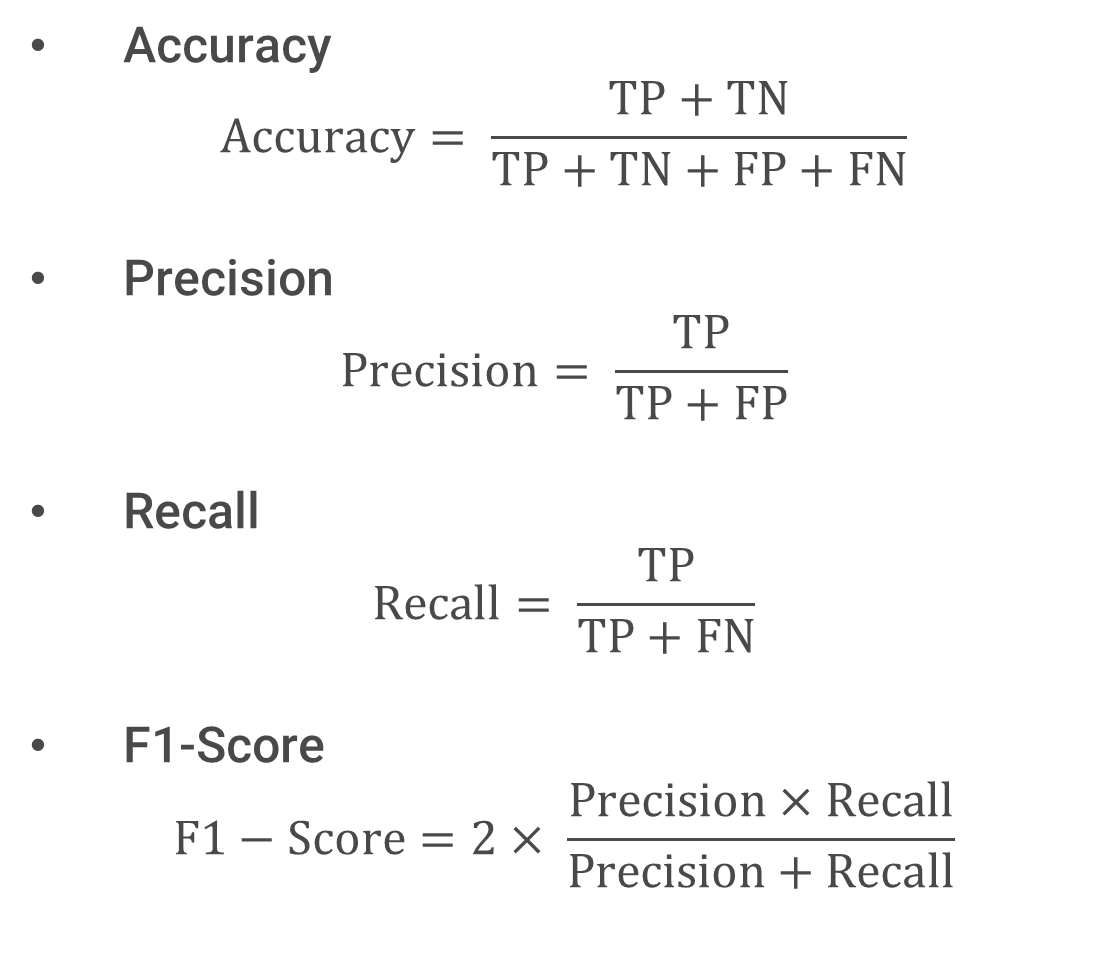 • Accuracy
Accuracy = (TP + TN) / (TP + TN + FP + FN)
• Precision
Precision = TP / (TP + FP)
• Recall
Recall = TP / (TP + FN)
• F1-Score
F1 − Score = 2 × (Precision × Recall) / (Precision + Recall)